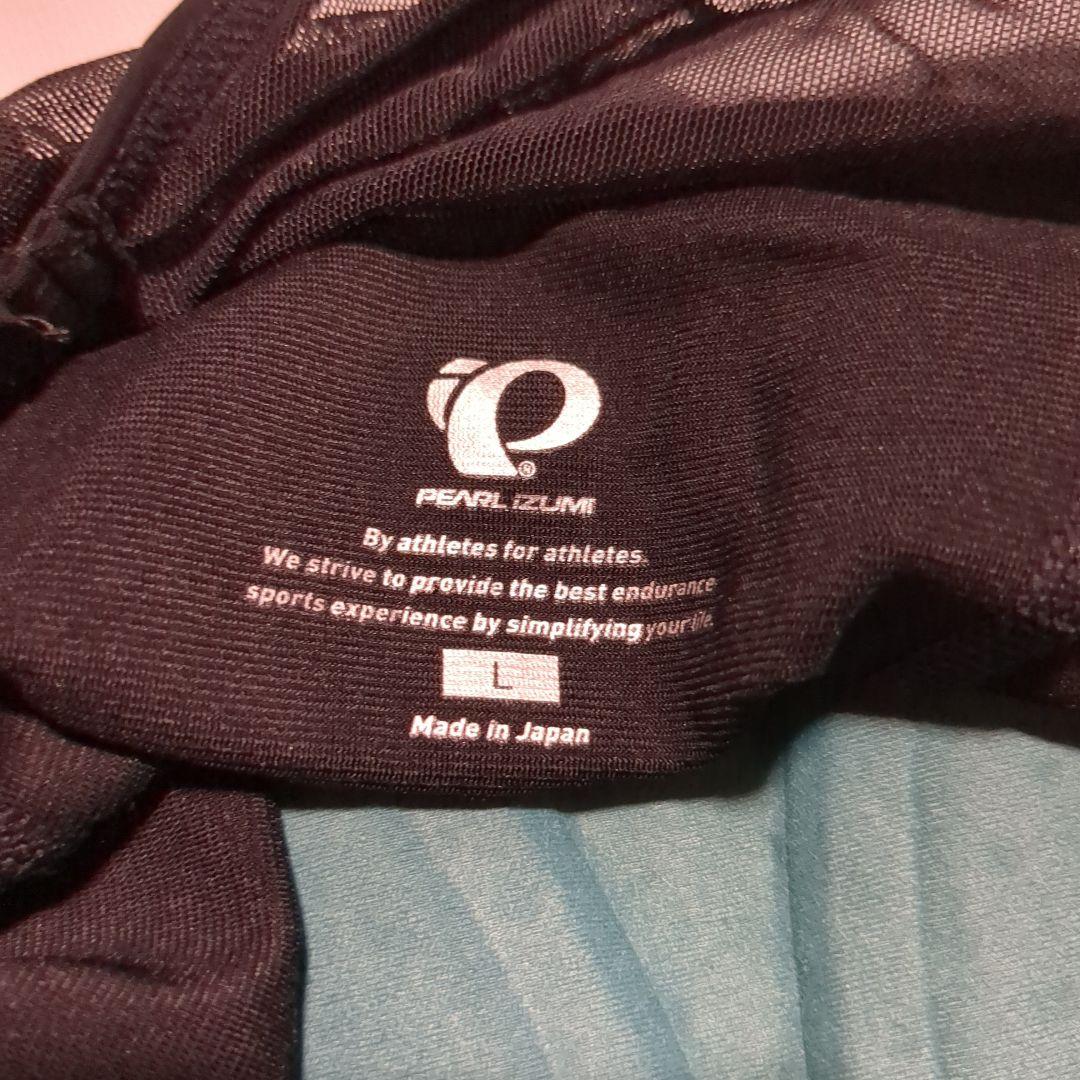 ®
PEARL iZUMi
By athletes for athletes.
We strive to provide the best endurance
sports experience by simplifying your life.
L
Made in Japan